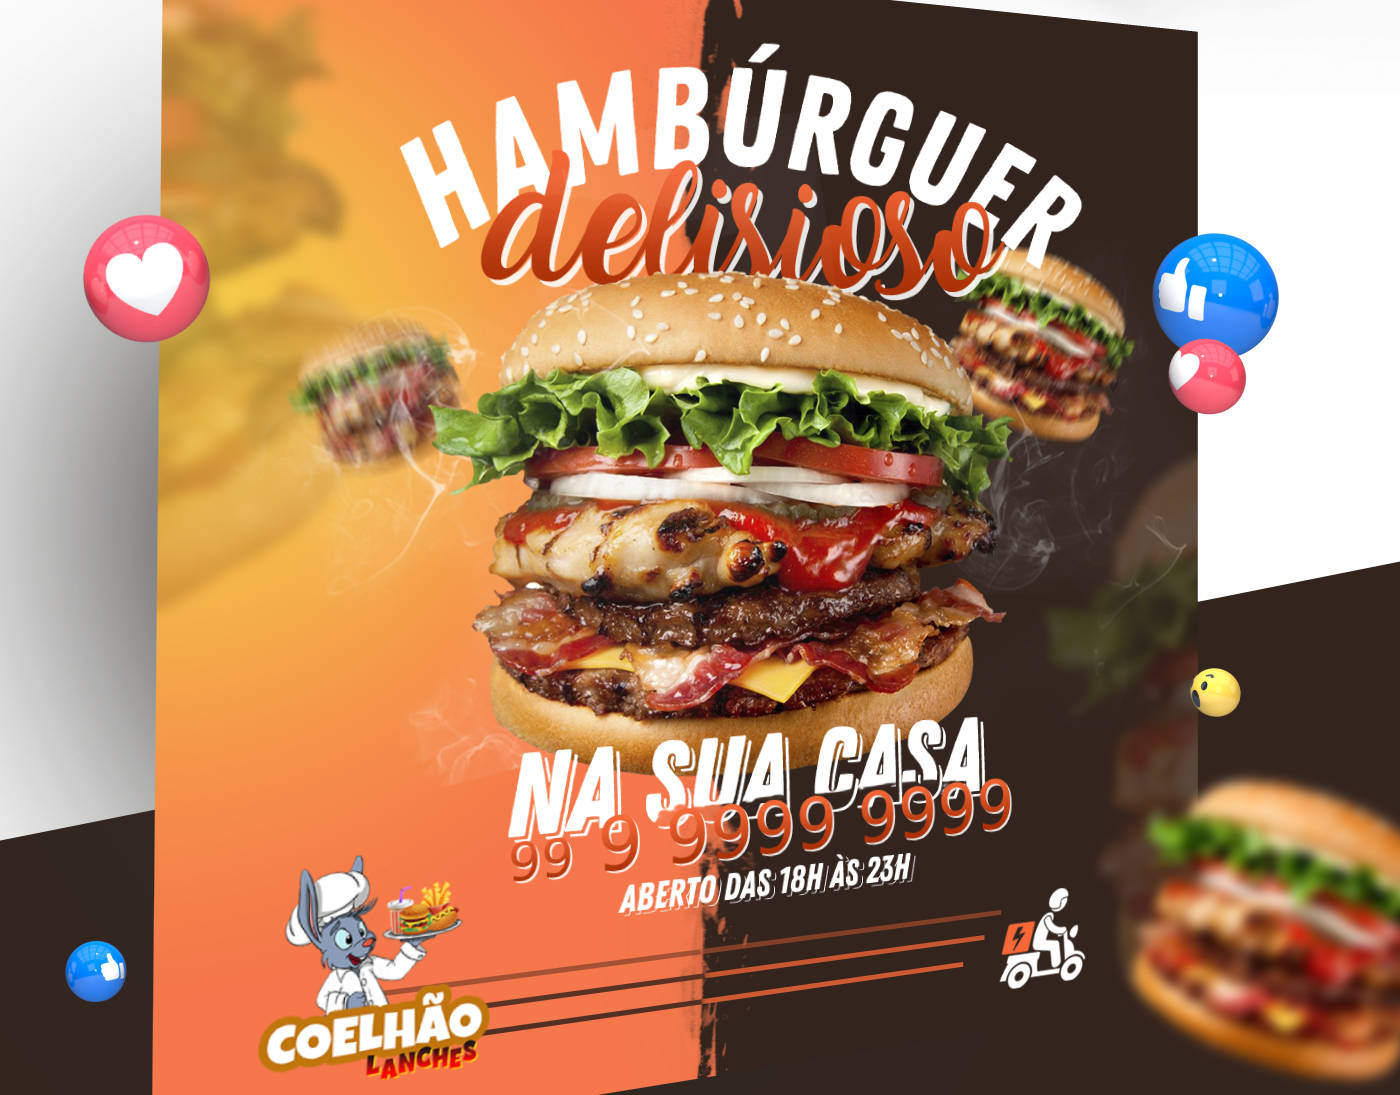 HAMBÚRGUER
delisioso
NA SUA CASA
99 9 9999 9999
ABERTO DAS 18H ÀS 23H
COELHÃO
LANCHES